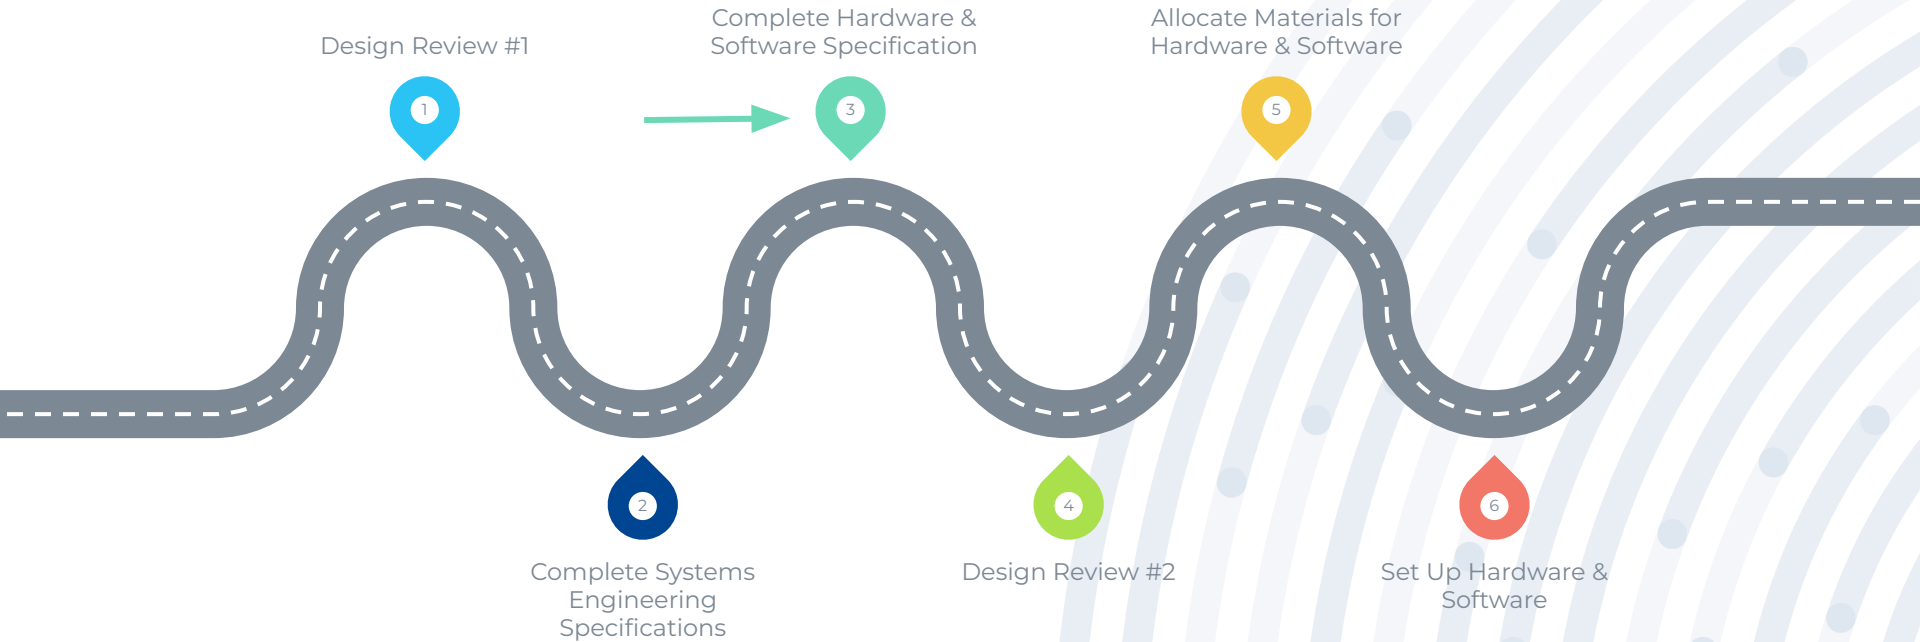 Design Review #1
1
Complete Systems
Engineering
Specifications
2
Complete Hardware &
Software Specification
3
Design Review #2
4
Allocate Materials for
Hardware & Software
5
Set Up Hardware &
Software
6